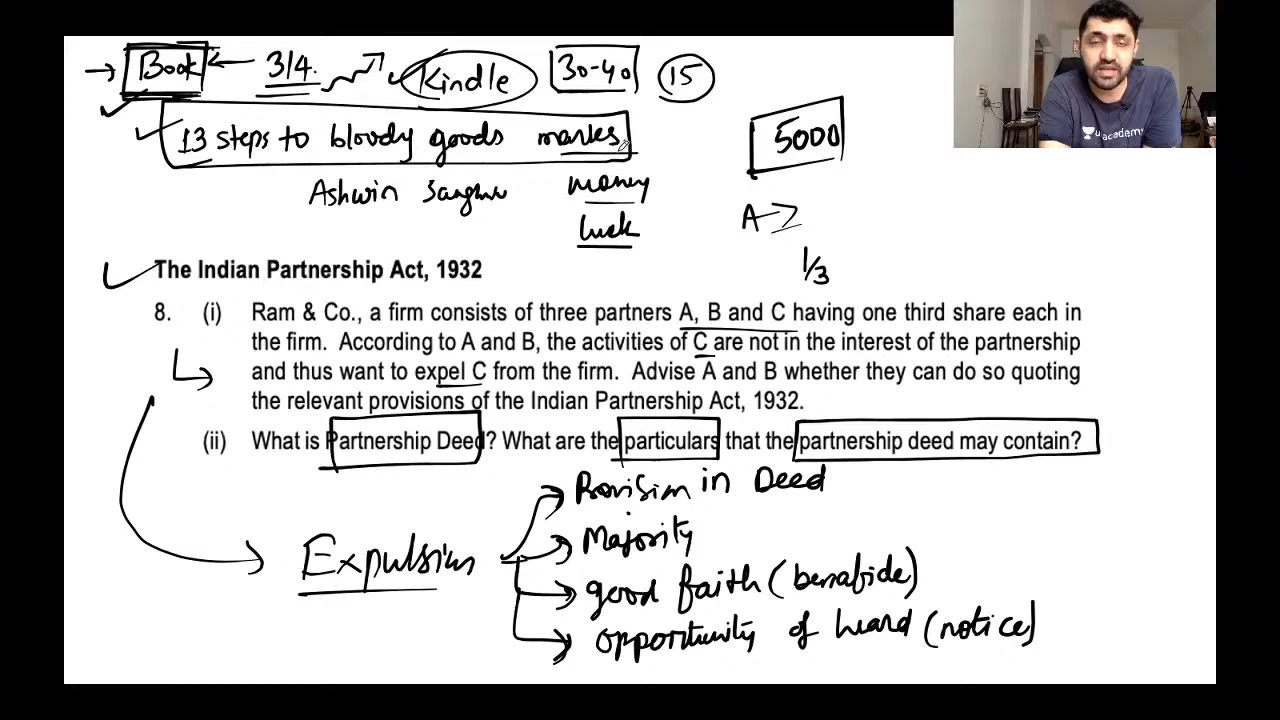 Book 3/4. Kindle 30-40 15
13 steps to bloody goods marks
5000
Ashwin money
luck
A
1/3
unacademy
The Indian Partnership Act, 1932
8. (i) Ram & Co., a firm consists of three partners A, B and C having one third share each in
the firm. According to A and B, the activities of C are not in the interest of the partnership
and thus want to expel C from the firm. Advise A and B whether they can do so quoting
the relevant provisions of the Indian Partnership Act, 1932.
(ii) What is Partnership Deed? What are the particulars that the partnership deed may contain?
Provision in Deed
Majority
Expulsion
good faith (benafide)
opportunity of heard (notice)